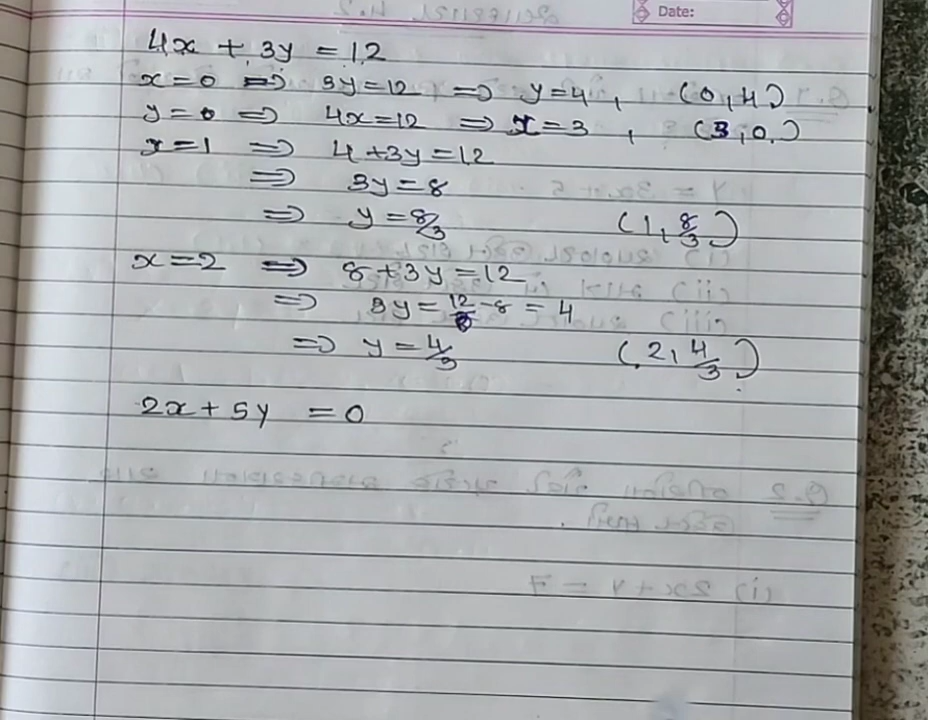 Date:
4x + 3y = 12
x=0 ⇒ 3y=12 ⇒ y=4, (0,4)
y=0 ⇒ 4x=12 ⇒ x=3, (3,0)
x=1 ⇒ 4+3y=12
⇒ 3y=8
⇒ y=8/3 (1, 8/3)
x=2 ⇒ 8+3y=12
⇒ 3y=12-8=4
⇒ y=4/3 (2, 4/3)
2x+5y = 0